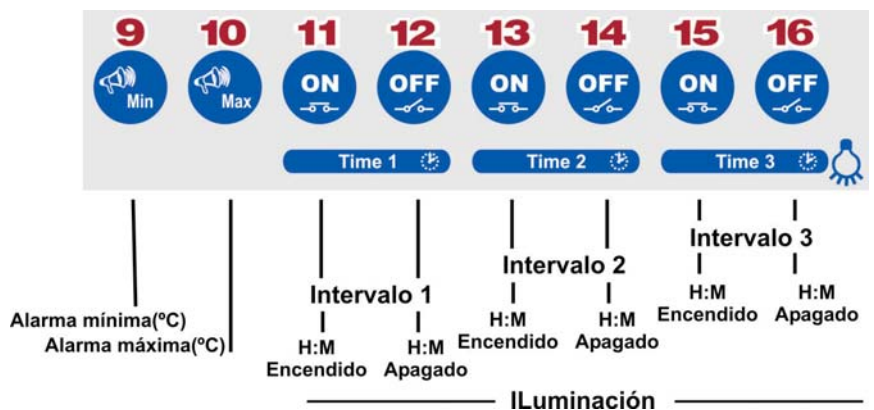 9 10 11 12 13 14 15 16
Min Max ON OFF ON OFF ON OFF
Time 1 Time 2 Time 3
Intervalo 1 Intervalo 2 Intervalo 3
Alarma mínima(ºC)
Alarma máxima(ºC)
H:M H:M H:M H:M H:M H:M
Encendido Apagado Encendido Apagado Encendido Apagado
ILuminación